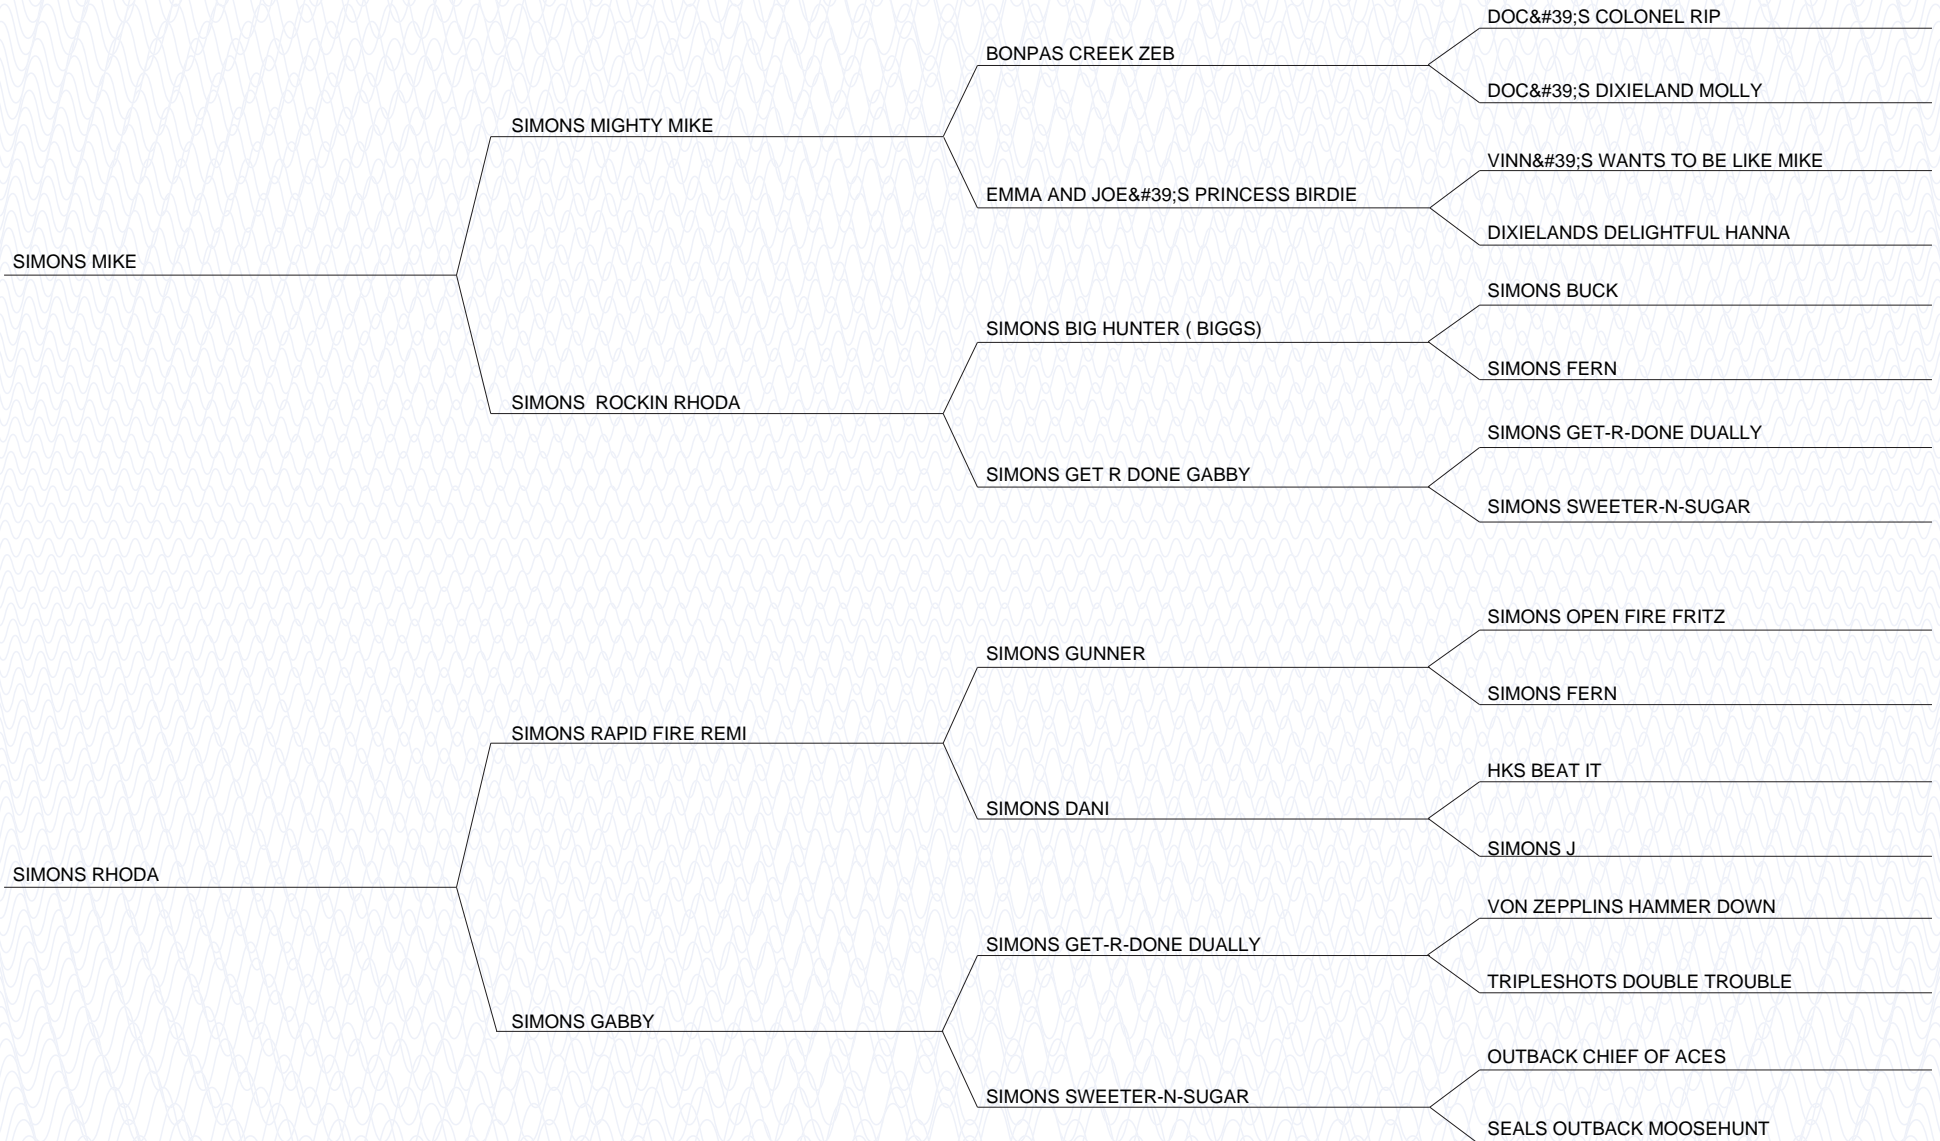 DOC&#39;S COLONEL RIP
BONPAS CREEK ZEB
DOC&#39;S DIXIELAND MOLLY
SIMONS MIGHTY MIKE
VINN&#39;S WANTS TO BE LIKE MIKE
EMMA AND JOE&#39;S PRINCESS BIRDIE
DIXIELANDS DELIGHTFUL HANNA
SIMONS MIKE
SIMONS BUCK
SIMONS BIG HUNTER ( BIGGS)
SIMONS FERN
SIMONS  ROCKIN RHODA
SIMONS GET-R-DONE DUALLY
SIMONS GET R DONE GABBY
SIMONS SWEETER-N-SUGAR
SIMONS OPEN FIRE FRITZ
SIMONS GUNNER
SIMONS FERN
SIMONS RAPID FIRE REMI
HKS BEAT IT
SIMONS DANI
SIMONS J
SIMONS RHODA
VON ZEPPLINS HAMMER DOWN
SIMONS GET-R-DONE DUALLY
TRIPLESHOTS DOUBLE TROUBLE
SIMONS GABBY
OUTBACK CHIEF OF ACES
SIMONS SWEETER-N-SUGAR
SEALS OUTBACK MOOSEHUNT